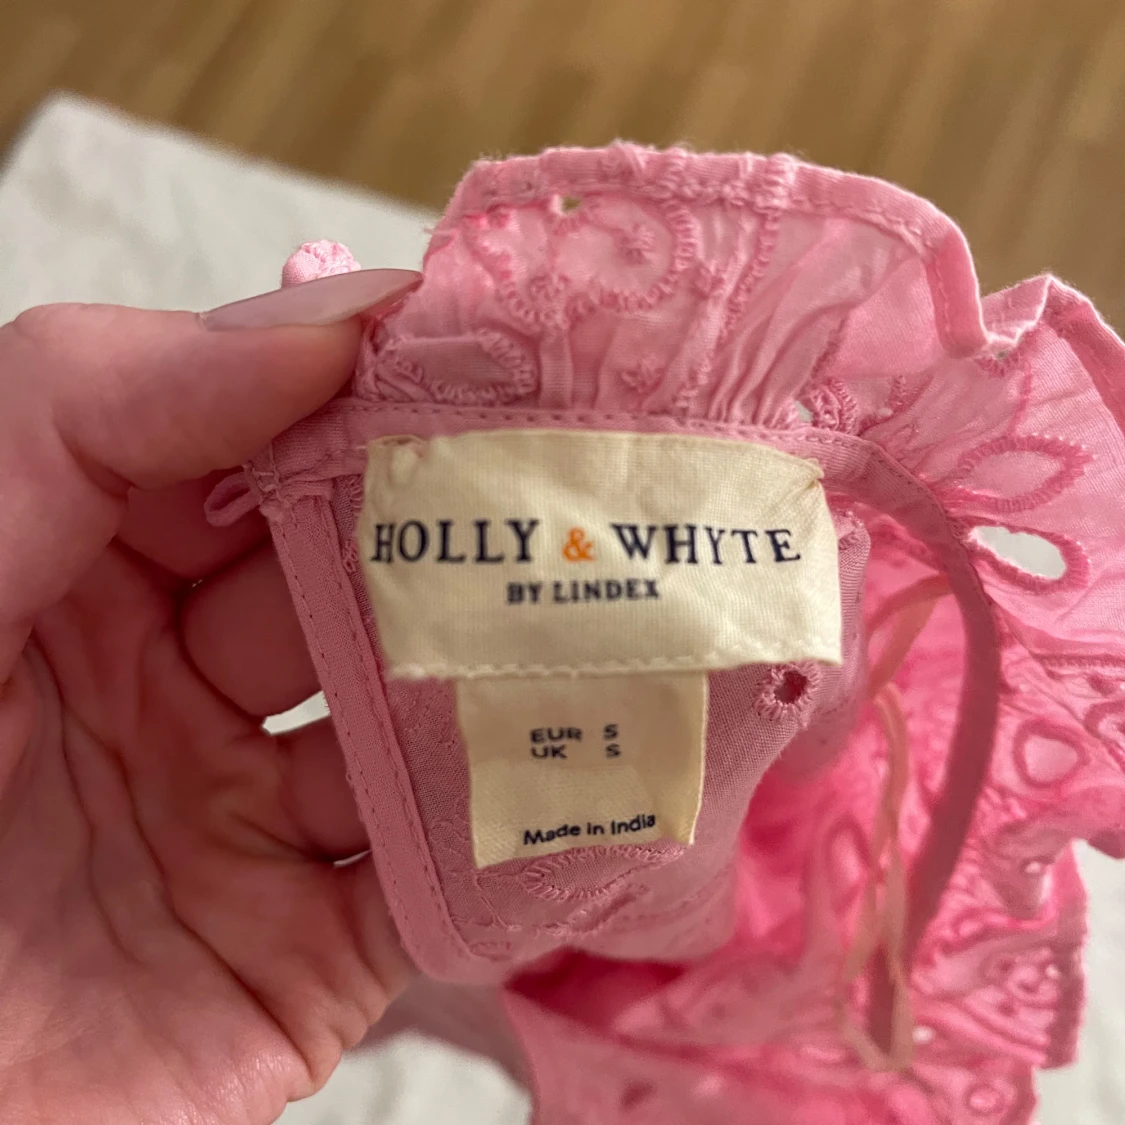 HOLLY & WHYTE
BY LINDEX
EUR S
UK S
Made in India